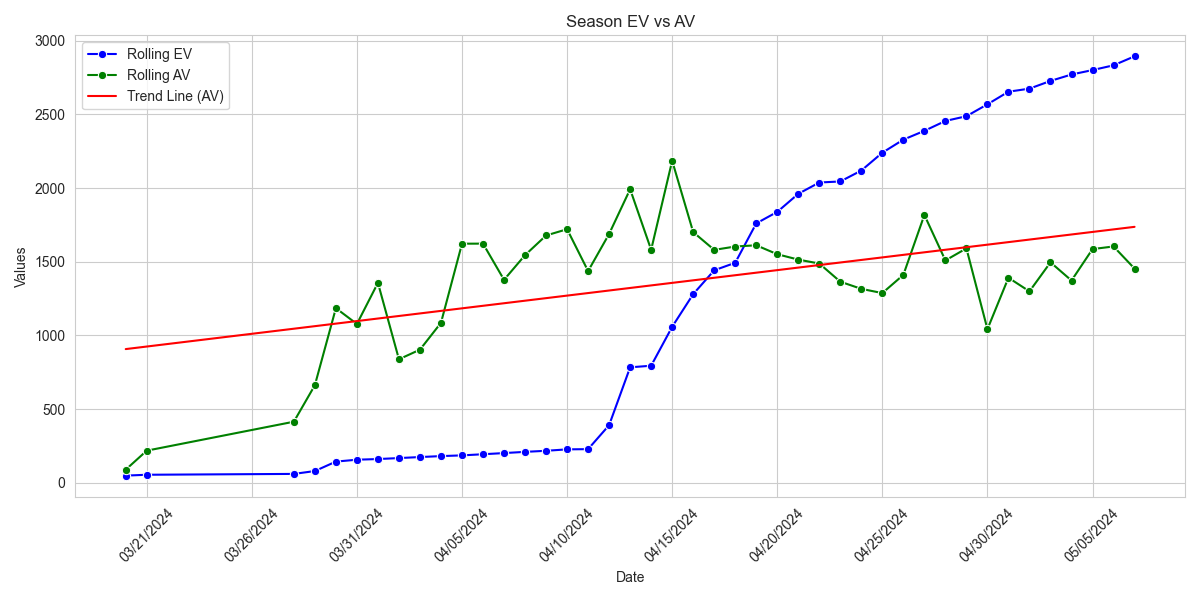 Season EV vs AV
Rolling EV
Rolling AV
Trend Line (AV)
Values
3000
2500
2000
1500
1000
500
0
03/21/2024
03/26/2024
03/31/2024
04/05/2024
04/10/2024
04/15/2024
04/20/2024
04/25/2024
04/30/2024
05/05/2024
Date